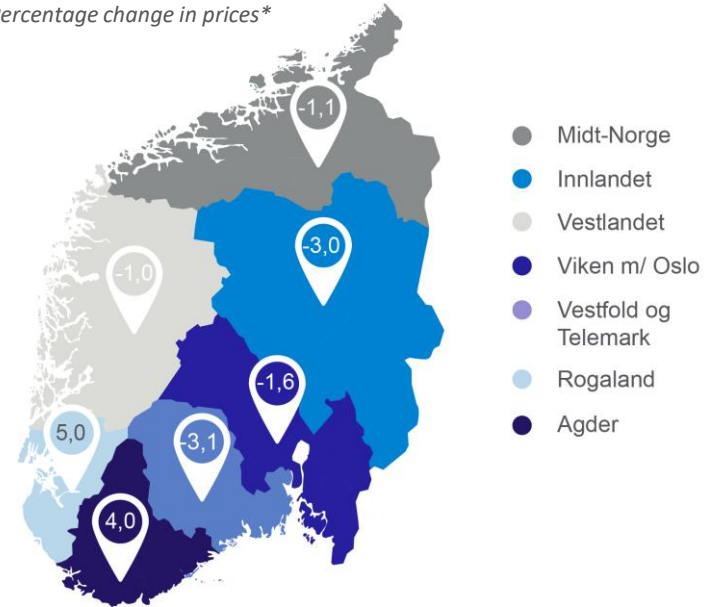 Percentage change in prices*
-1,1
-3,0
-1,0
-1,6
5,0
-3,1
4,0
Midt-Norge
Innlandet
Vestlandet
Viken m/ Oslo
Vestfold og
Telemark
Rogaland
Agder